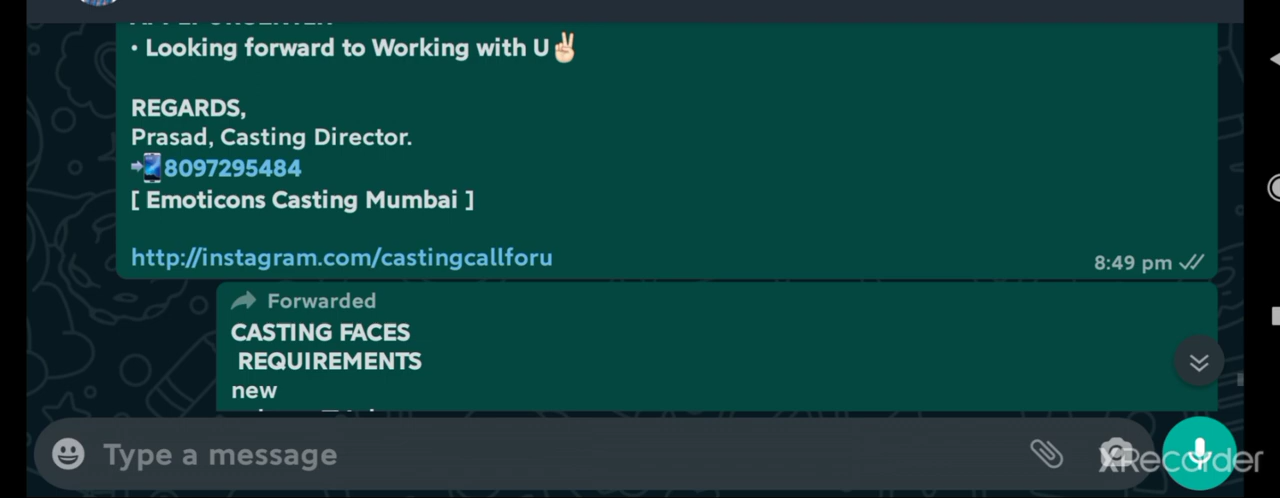 • Looking forward to Working with U✌🏻
REGARDS,
Prasad, Casting Director.
📲8097295484
[ Emoticons Casting Mumbai ]
http://instagram.com/castingcallforu
8:49 pm
Forwarded
CASTING FACES
REQUIREMENTS
new
Type a message
XRecorder